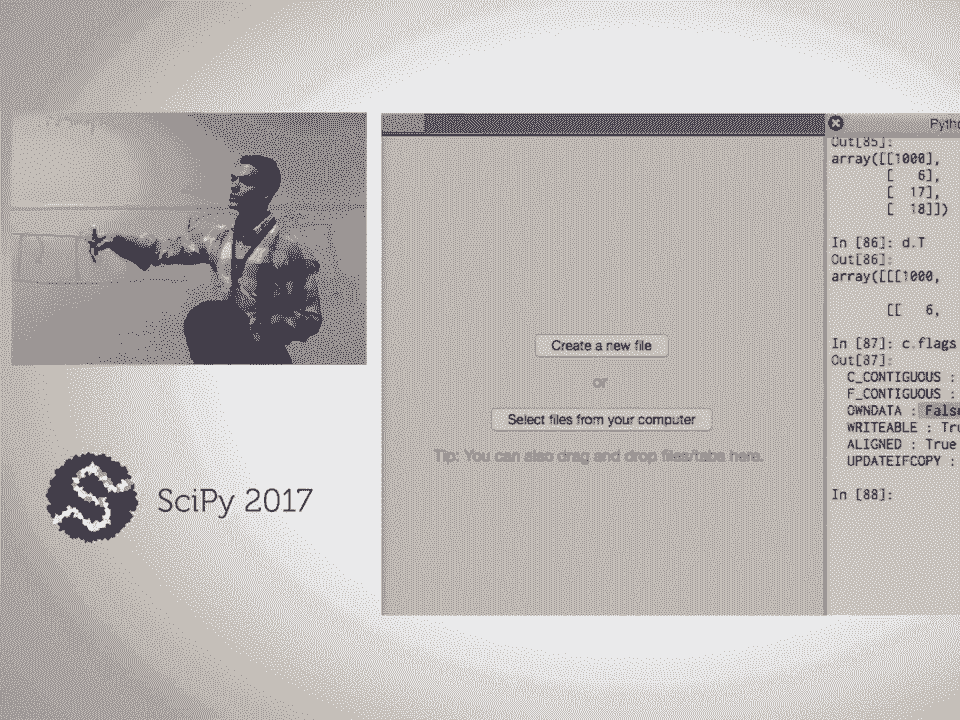 SciPy 2017
Create a new file
or
Select files from your computer
Tip: You can also drag and drop files/tabs here.
Pytho
Out[85]:
array([[1000],
[ 6],
[ 17],
[ 18]])
In [86]: d.T
Out[86]:
array([[[1000,
[[ 6,
In [87]: c.flags
Out[87]:
C_CONTIGUOUS :
F_CONTIGUOUS :
OWNDATA : False
WRITEABLE : Tru
ALIGNED : True
UPDATEIFCOPY :
In [88]: